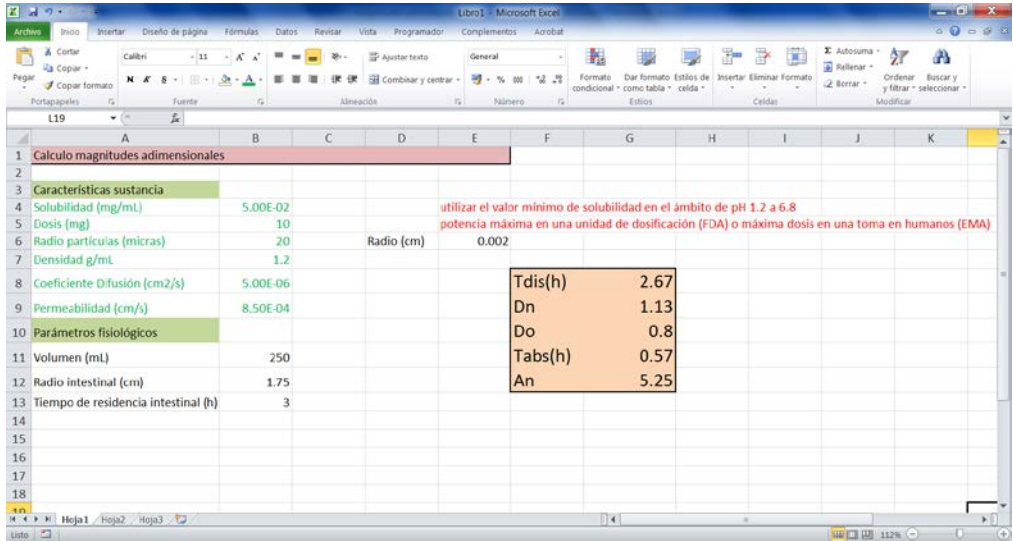 Libro1 - Microsoft Excel
Archivo Inicio Insertar Diseño de página Fórmulas Datos Revisar Vista Programador Complementos Acrobat
Pegar
Cortar
Copiar
Copiar formato
Portapapeles
Calibri 11
N K S
Fuente
Ajustar texto
Combinar y centrar
Alineación
General
% 000
Número
Formato condicional
Dar formato como tabla
Estilos de celda
Estilos
Insertar Eliminar Formato
Celdas
Autosuma
Rellenar
Borrar
Ordenar y filtrar
Buscar y seleccionar
Modificar
L19 fx
A B C D E F G H I J K
1 Calculo magnitudes adimensionales
2
3 Características sustancia
4 Solubilidad (mg/mL) 5.00E-02 utilizar el valor mínimo de solubilidad en el ámbito de pH 1.2 a 6.8
5 Dosis (mg) 10 potencia máxima en una unidad de dosificación (FDA) o máxima dosis en una toma en humanos (EMA)
6 Radio partículas (micras) 20 Radio (cm) 0.002
7 Densidad g/mL 1.2
8 Coeficiente Difusión (cm2/s) 5.00E-06 Tdis(h) 2.67
9 Permeabilidad (cm/s) 8.50E-04 Dn 1.13
10 Parámetros fisiológicos Do 0.8
11 Volumen (mL) 250 Tabs(h) 0.57
12 Radio intestinal (cm) 1.75 An 5.25
13 Tiempo de residencia intestinal (h) 3
14
15
16
17
18
19
Hoja1 Hoja2 Hoja3
Listo 112%